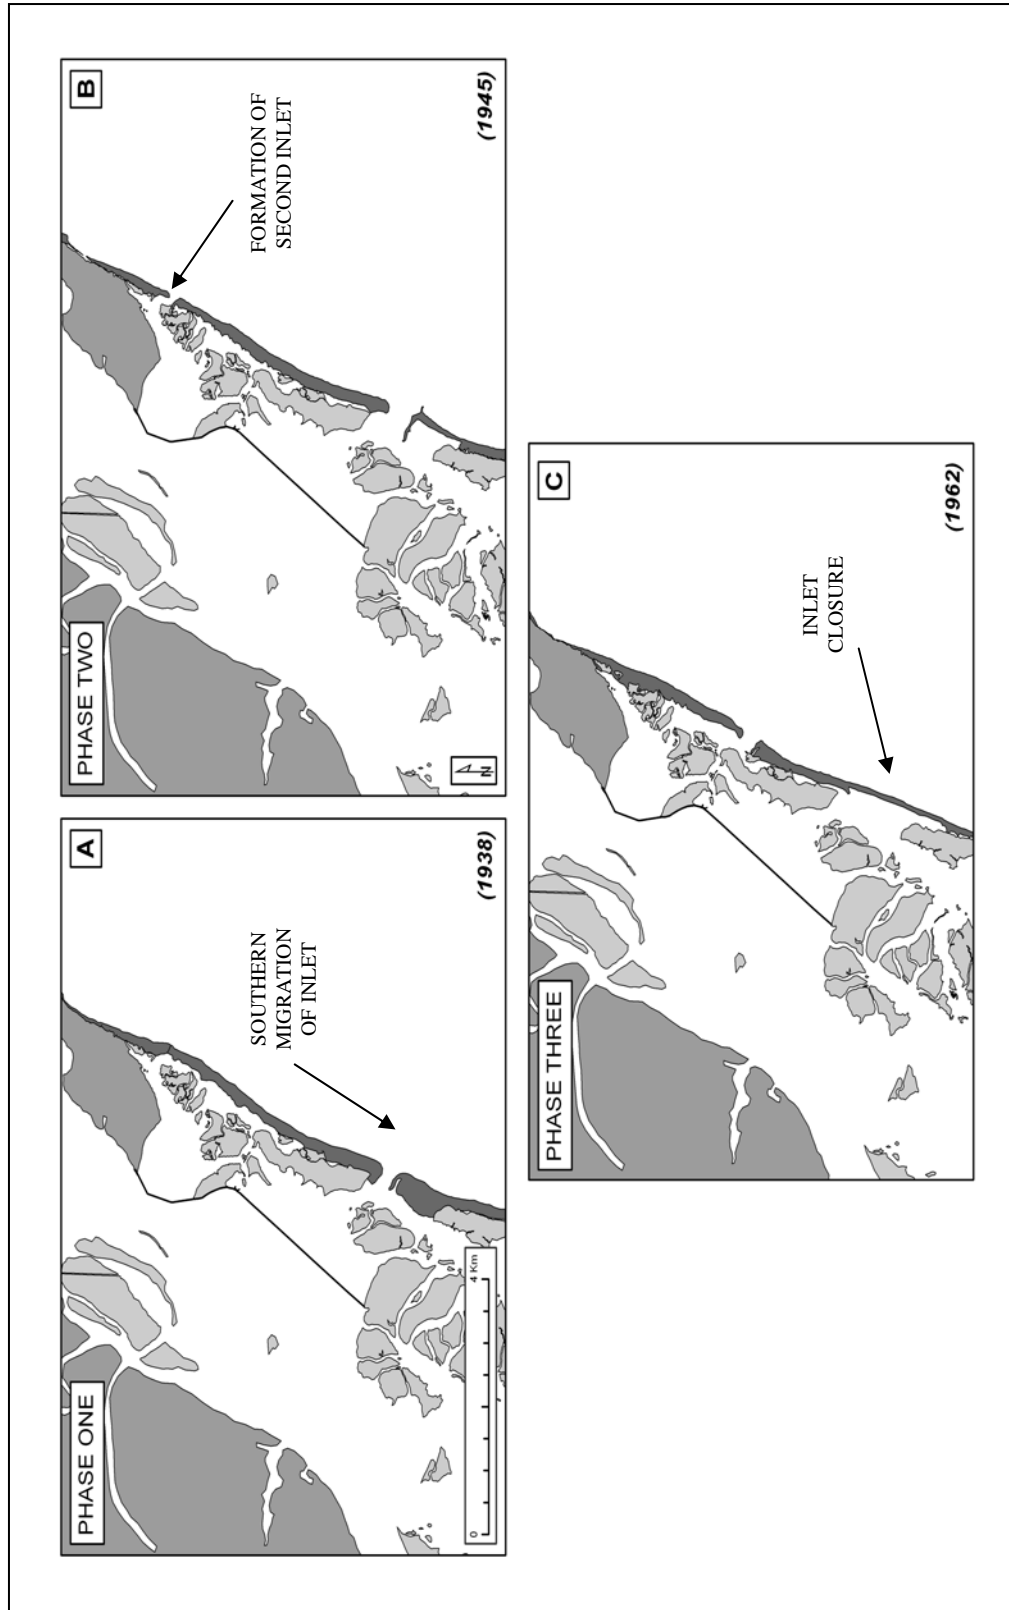 PHASE ONE
A
SOUTHERN
MIGRATION
OF INLET
(1938)
0
4 Km
PHASE TWO
B
FORMATION OF
SECOND INLET
(1945)
N
PHASE THREE
C
INLET
CLOSURE
(1962)